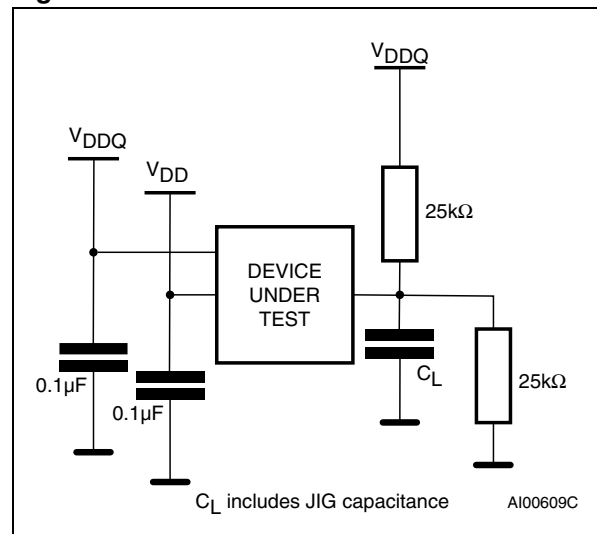 V_DDQ
V_DDQ
V_DD
25kΩ
DEVICE
UNDER
TEST
0.1µF
0.1µF
C_L
25kΩ
C_L includes JIG capacitance
AI00609C